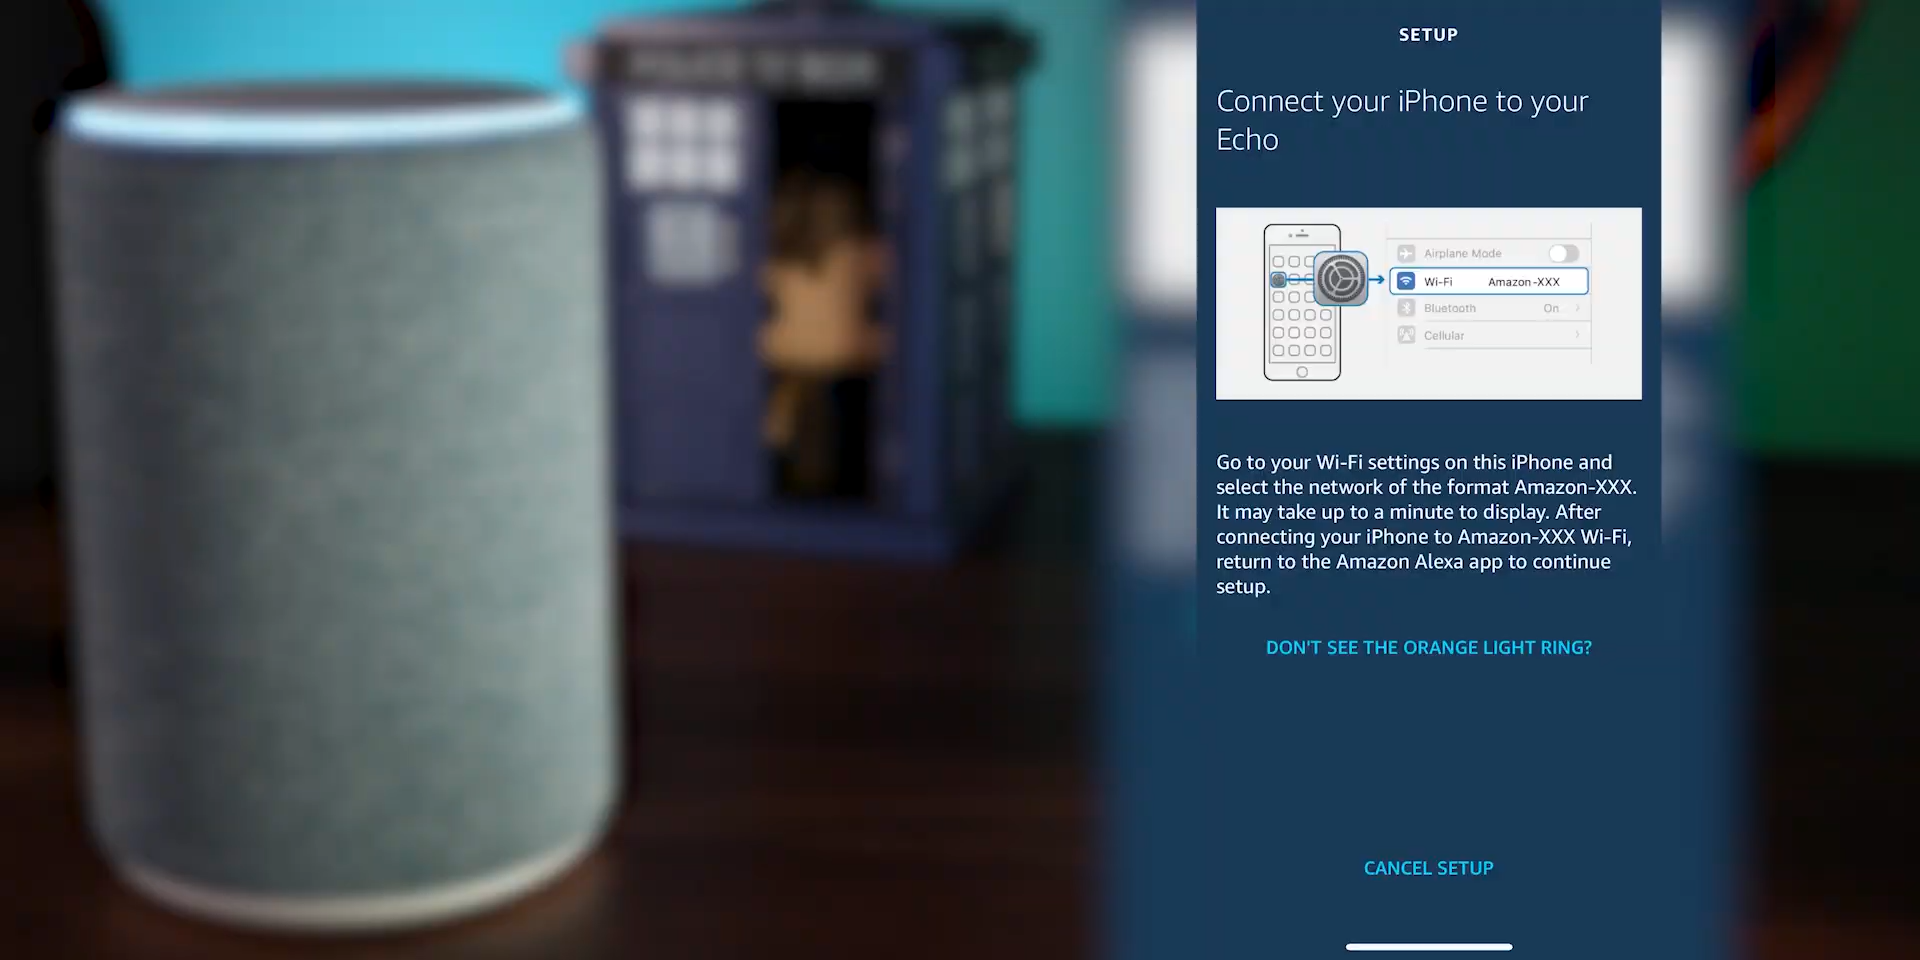 SETUP
Connect your iPhone to your
Echo
Airplane Mode
Wi-Fi Amazon-XXX
Bluetooth On
Cellular
Go to your Wi-Fi settings on this iPhone and
select the network of the format Amazon-XXX.
It may take up to a minute to display. After
connecting your iPhone to Amazon-XXX Wi-Fi,
return to the Amazon Alexa app to continue
setup.
DON'T SEE THE ORANGE LIGHT RING?
CANCEL SETUP